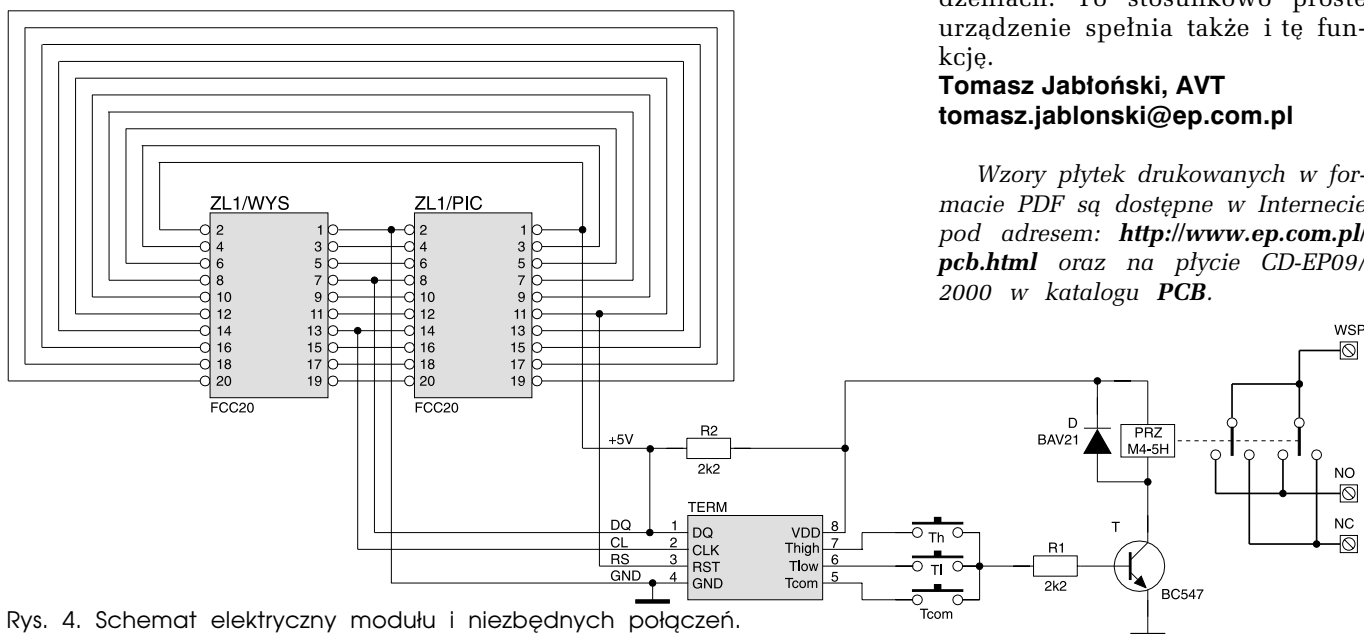 dzeniach. To stosunkowo proste
urządzenie spełnia także i tę fun-
kcję.
Tomasz Jabłoński, AVT
tomasz.jablonski@ep.com.pl
Wzory płytek drukowanych w for-
macie PDF są dostępne w Internecie
pod adresem: http://www.ep.com.pl/
pcb.html oraz na płycie CD-EP09/
2000 w katalogu PCB.
ZL1/WYS
2 1
4 3
6 5
8 7
10 9
12 11
14 13
16 15
18 17
20 19
FCC20
ZL1/PIC
2 1
4 3
6 5
8 7
10 9
12 11
14 13
16 15
18 17
20 19
FCC20
+5V
R2
2k2
TERM
DQ 1 DQ VDD 8
CL 2 CLK Thigh 7
RS 3 RST Tlow 6
GND 4 GND Tcom 5
Th
Tl
Tcom
R1
2k2
D
BAV21
PRZ
M4-5H
T
BC547
WSP
NO
NC
Rys. 4. Schemat elektryczny modułu i niezbędnych połączeń.